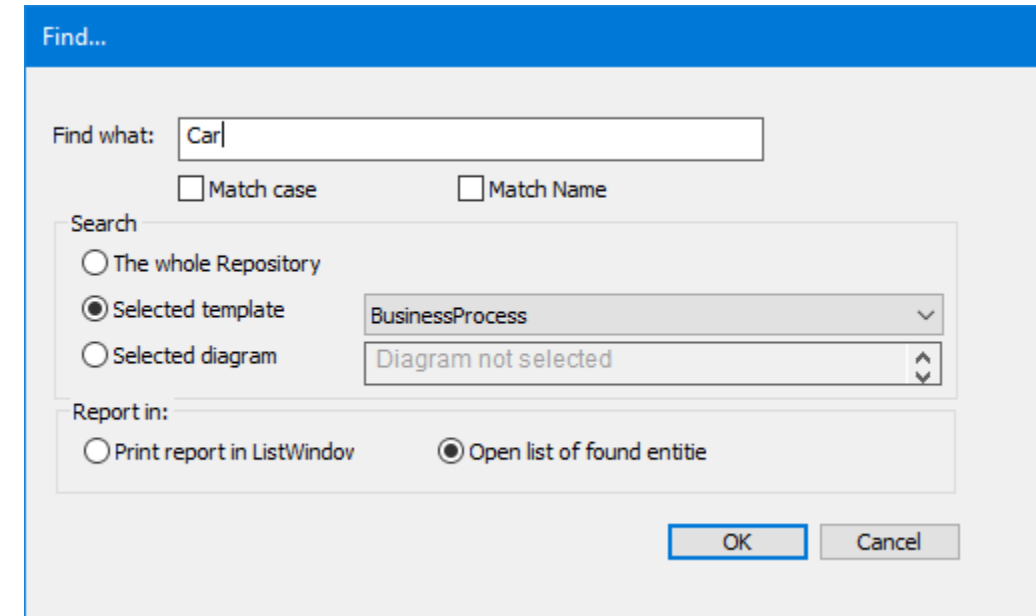 Find...
Find what: Car
Match case Match Name
Search
The whole Repository
Selected template BusinessProcess
Selected diagram Diagram not selected
Report in:
Print report in ListWindov Open list of found entitie
OK Cancel